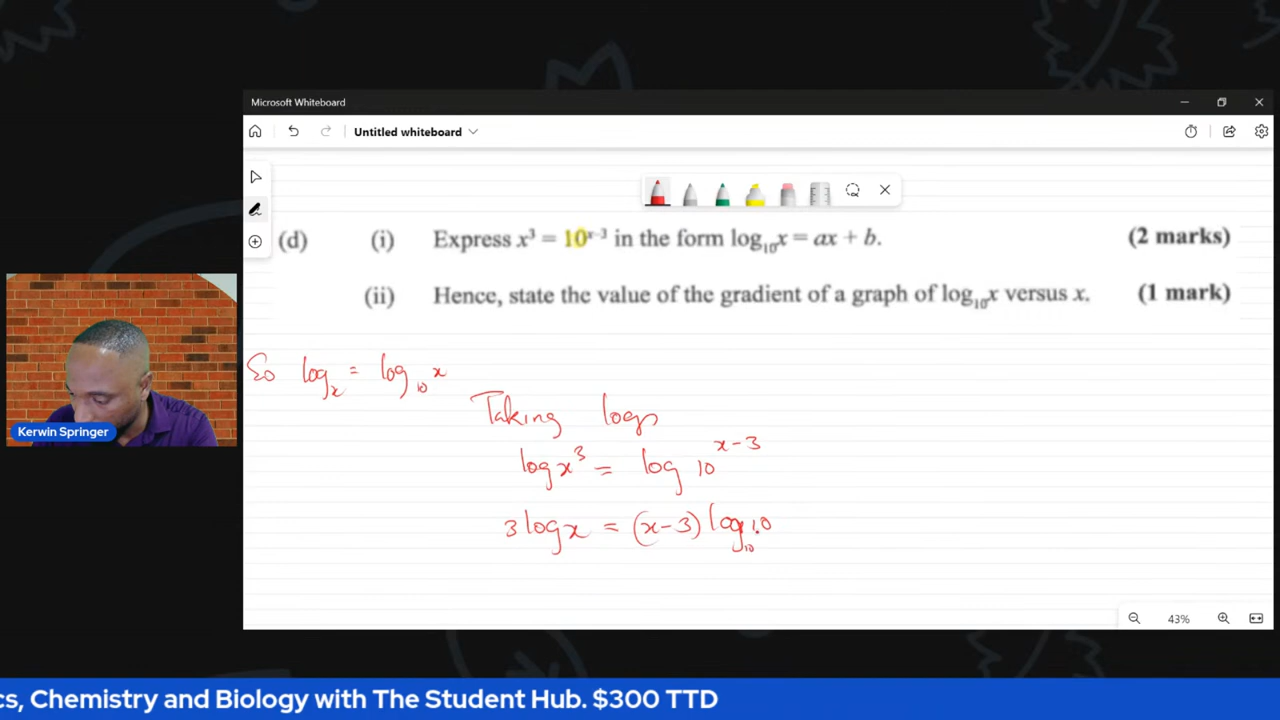 Microsoft Whiteboard
Untitled whiteboard
(d) (i) Express x³ = 10ˣ⁻³ in the form log₁₀x = ax + b. (2 marks)
(ii) Hence, state the value of the gradient of a graph of log₁₀x versus x. (1 mark)
So logₓ = log₁₀ x
Taking logs
log x³ = log 10ˣ⁻³
3 log x = (x-3) log₁₀ 10
Kerwin Springer
43%
cs, Chemistry and Biology with The Student Hub. $300 TTD